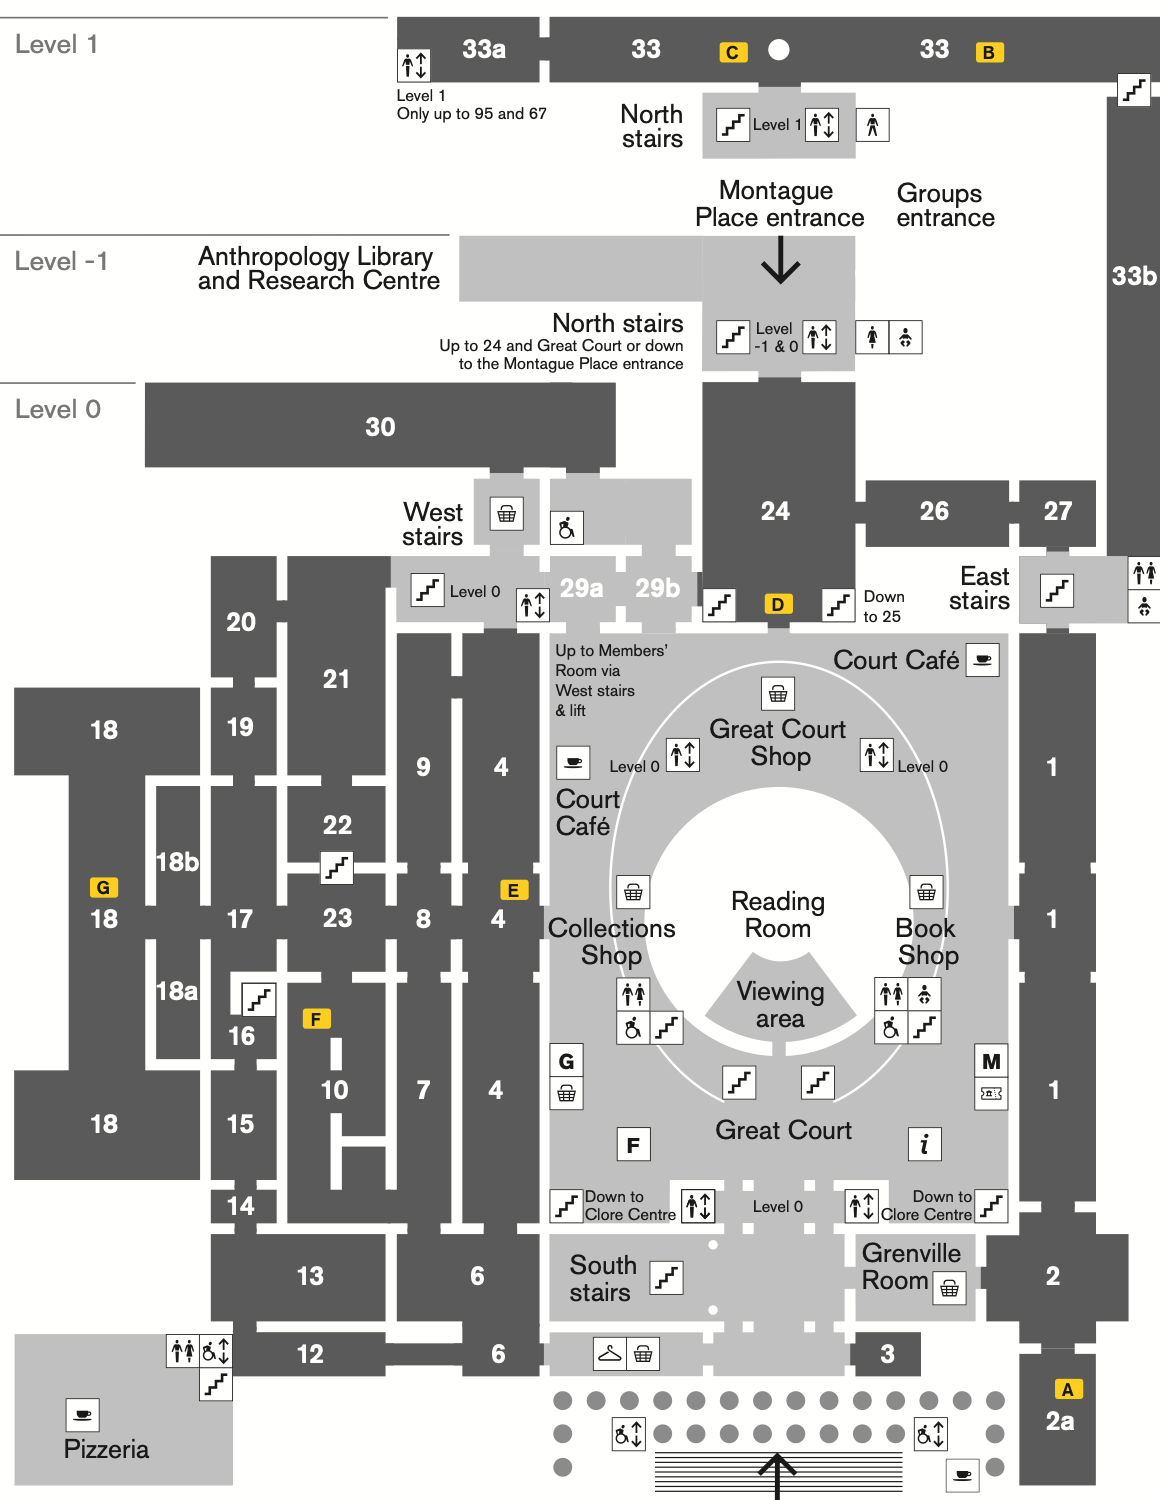 Level 1
33a
33
C
33
B
Level 1
Only up to 95 and 67
North
stairs
Level 1
Montague
Place entrance
Groups
entrance
Level -1
Anthropology Library
and Research Centre
33b
North stairs
Up to 24 and Great Court or down
to the Montague Place entrance
Level
-1 & 0
Level 0
30
West
stairs
24
26
27
Level 0
29a
29b
D
Down
to 25
East
stairs
20
21
Up to Members'
Room via
West stairs
& lift
Court Café
18
19
9
4
Great Court
Shop
Level 0
Level 0
1
Court
Café
22
18b
G
18
17
23
8
E
4
Reading
Room
Collections
Shop
Book
Shop
1
18a
16
F
Viewing
area
10
7
4
G
M
1
18
15
F
Great Court
i
14
Down to
Clore Centre
Level 0
Down to
Clore Centre
13
6
South
stairs
Grenville
Room
2
12
6
3
A
2a
Pizzeria